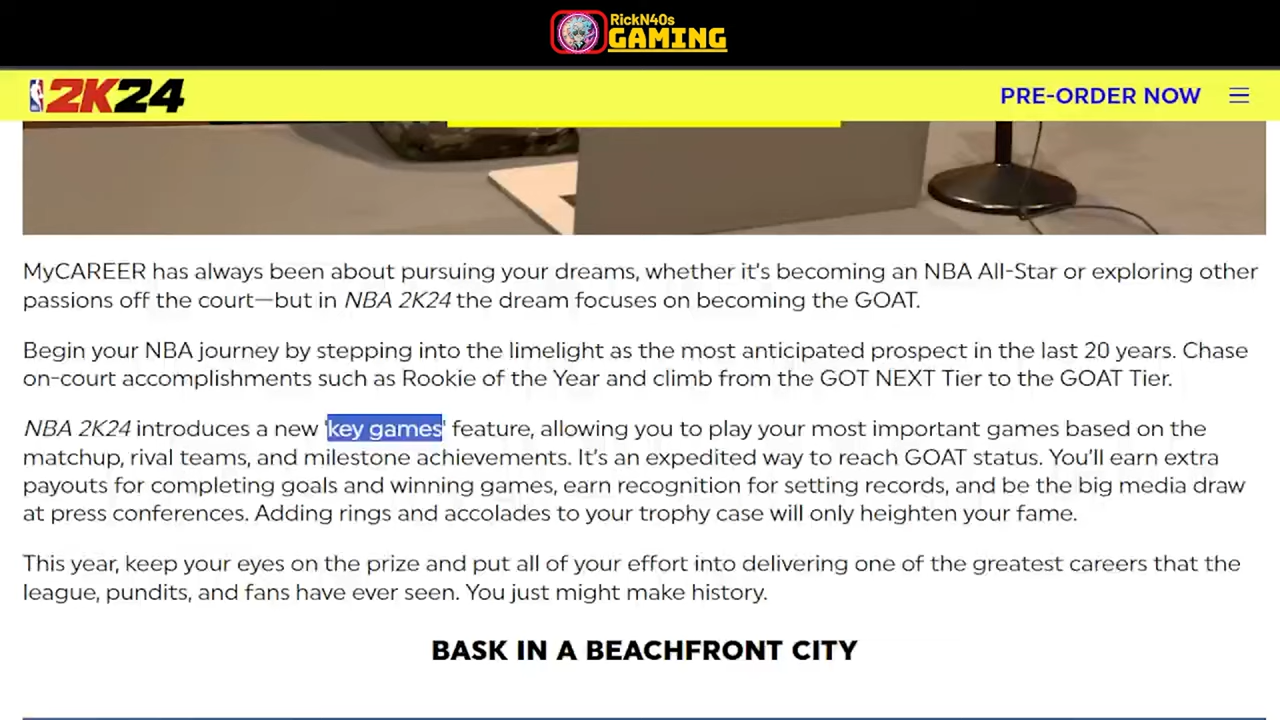 RickN40s
GAMING
2K24
PRE-ORDER NOW
MyCAREER has always been about pursuing your dreams, whether it's becoming an NBA All-Star or exploring other
passions off the court—but in NBA 2K24 the dream focuses on becoming the GOAT.
Begin your NBA journey by stepping into the limelight as the most anticipated prospect in the last 20 years. Chase
on-court accomplishments such as Rookie of the Year and climb from the GOT NEXT Tier to the GOAT Tier.
NBA 2K24 introduces a new 'key games' feature, allowing you to play your most important games based on the
matchup, rival teams, and milestone achievements. It's an expedited way to reach GOAT status. You'll earn extra
payouts for completing goals and winning games, earn recognition for setting records, and be the big media draw
at press conferences. Adding rings and accolades to your trophy case will only heighten your fame.
This year, keep your eyes on the prize and put all of your effort into delivering one of the greatest careers that the
league, pundits, and fans have ever seen. You just might make history.
BASK IN A BEACHFRONT CITY